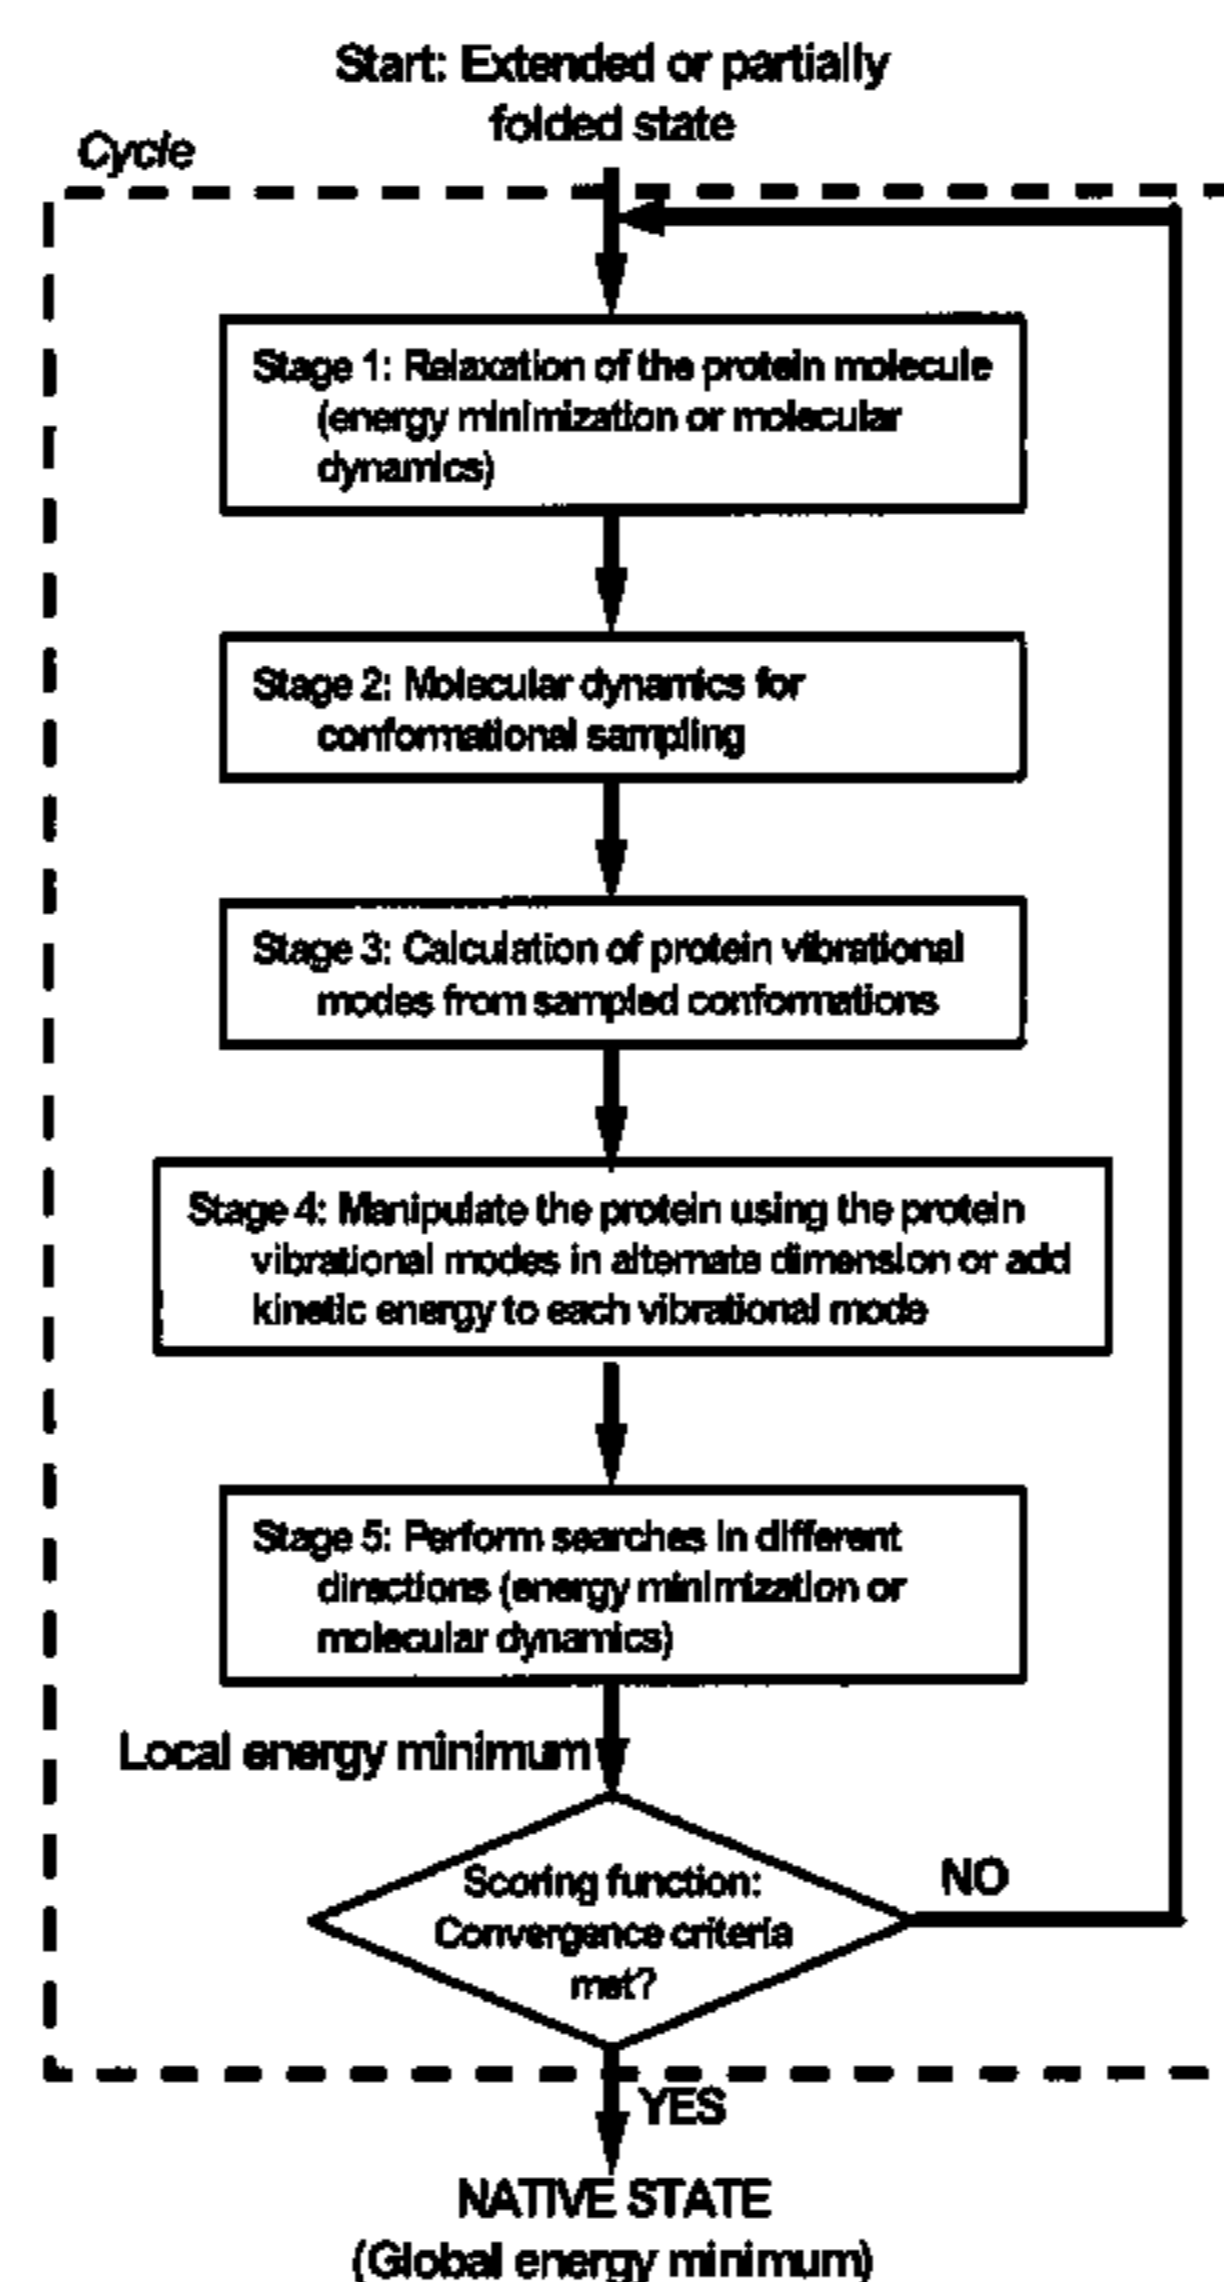 Start: Extended or partially
folded state
Cycle
Stage 1: Relaxation of the protein molecule
(energy minimization or molecular
dynamics)
Stage 2: Molecular dynamics for
conformational sampling
Stage 3: Calculation of protein vibrational
modes from sampled conformations
Stage 4: Manipulate the protein using the protein
vibrational modes in alternate dimension or add
kinetic energy to each vibrational mode
Stage 5: Perform searches in different
directions (energy minimization or
molecular dynamics)
Local energy minimum
Scoring function:
Convergence criteria
met?
NO
YES
NATIVE STATE
(Global energy minimum)